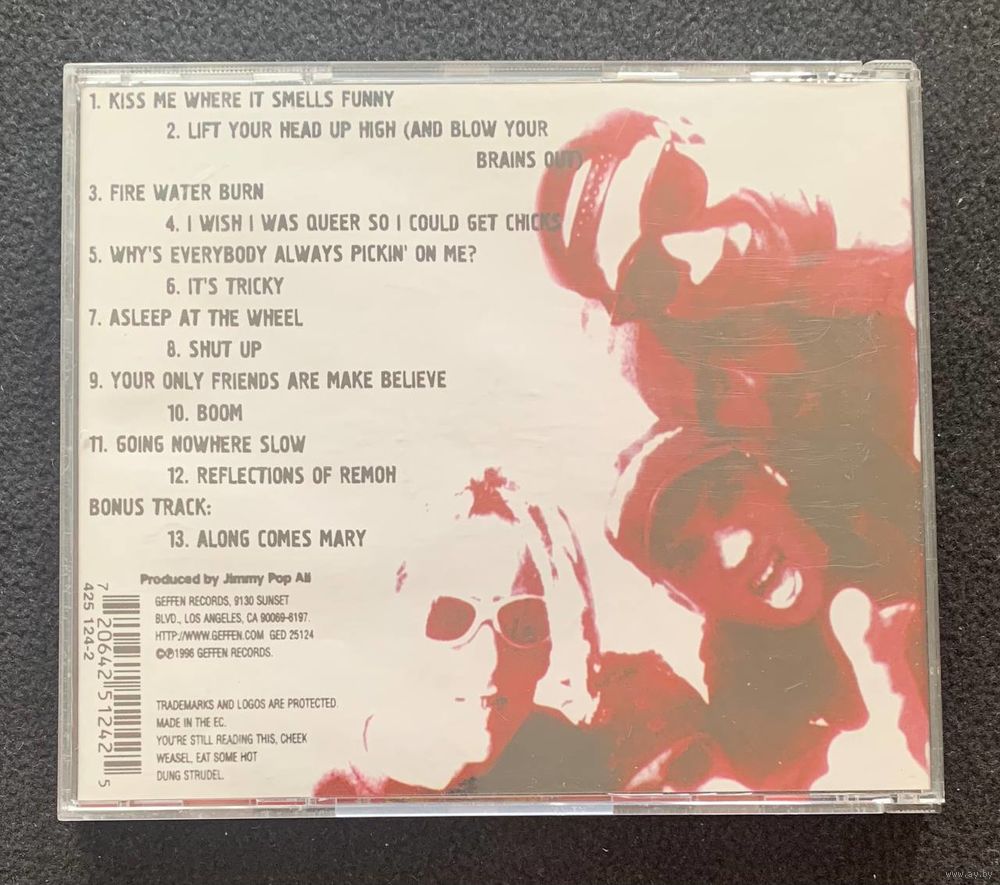 1. KISS ME WHERE IT SMELLS FUNNY
2. LIFT YOUR HEAD UP HIGH (AND BLOW YOUR
BRAINS OUT)
3. FIRE WATER BURN
4. I WISH I WAS QUEER SO I COULD GET CHICKS
5. WHY'S EVERYBODY ALWAYS PICKIN' ON ME?
6. IT'S TRICKY
7. ASLEEP AT THE WHEEL
8. SHUT UP
9. YOUR ONLY FRIENDS ARE MAKE BELIEVE
10. BOOM
11. GOING NOWHERE SLOW
12. REFLECTIONS OF REMOH
BONUS TRACK:
13. ALONG COMES MARY
Produced by Jimmy Pop Ali
GEFFEN RECORDS, 9130 SUNSET
BLVD., LOS ANGELES, CA 90069-6197.
HTTP://WWW.GEFFEN.COM GED 25124
©℗1996 GEFFEN RECORDS.
TRADEMARKS AND LOGOS ARE PROTECTED.
MADE IN THE EC.
YOU'RE STILL READING THIS, CHEEK
WEASEL, EAT SOME HOT
DUNG STRUDEL.
7 20642 51242 5
425 124-2
www.ay.by